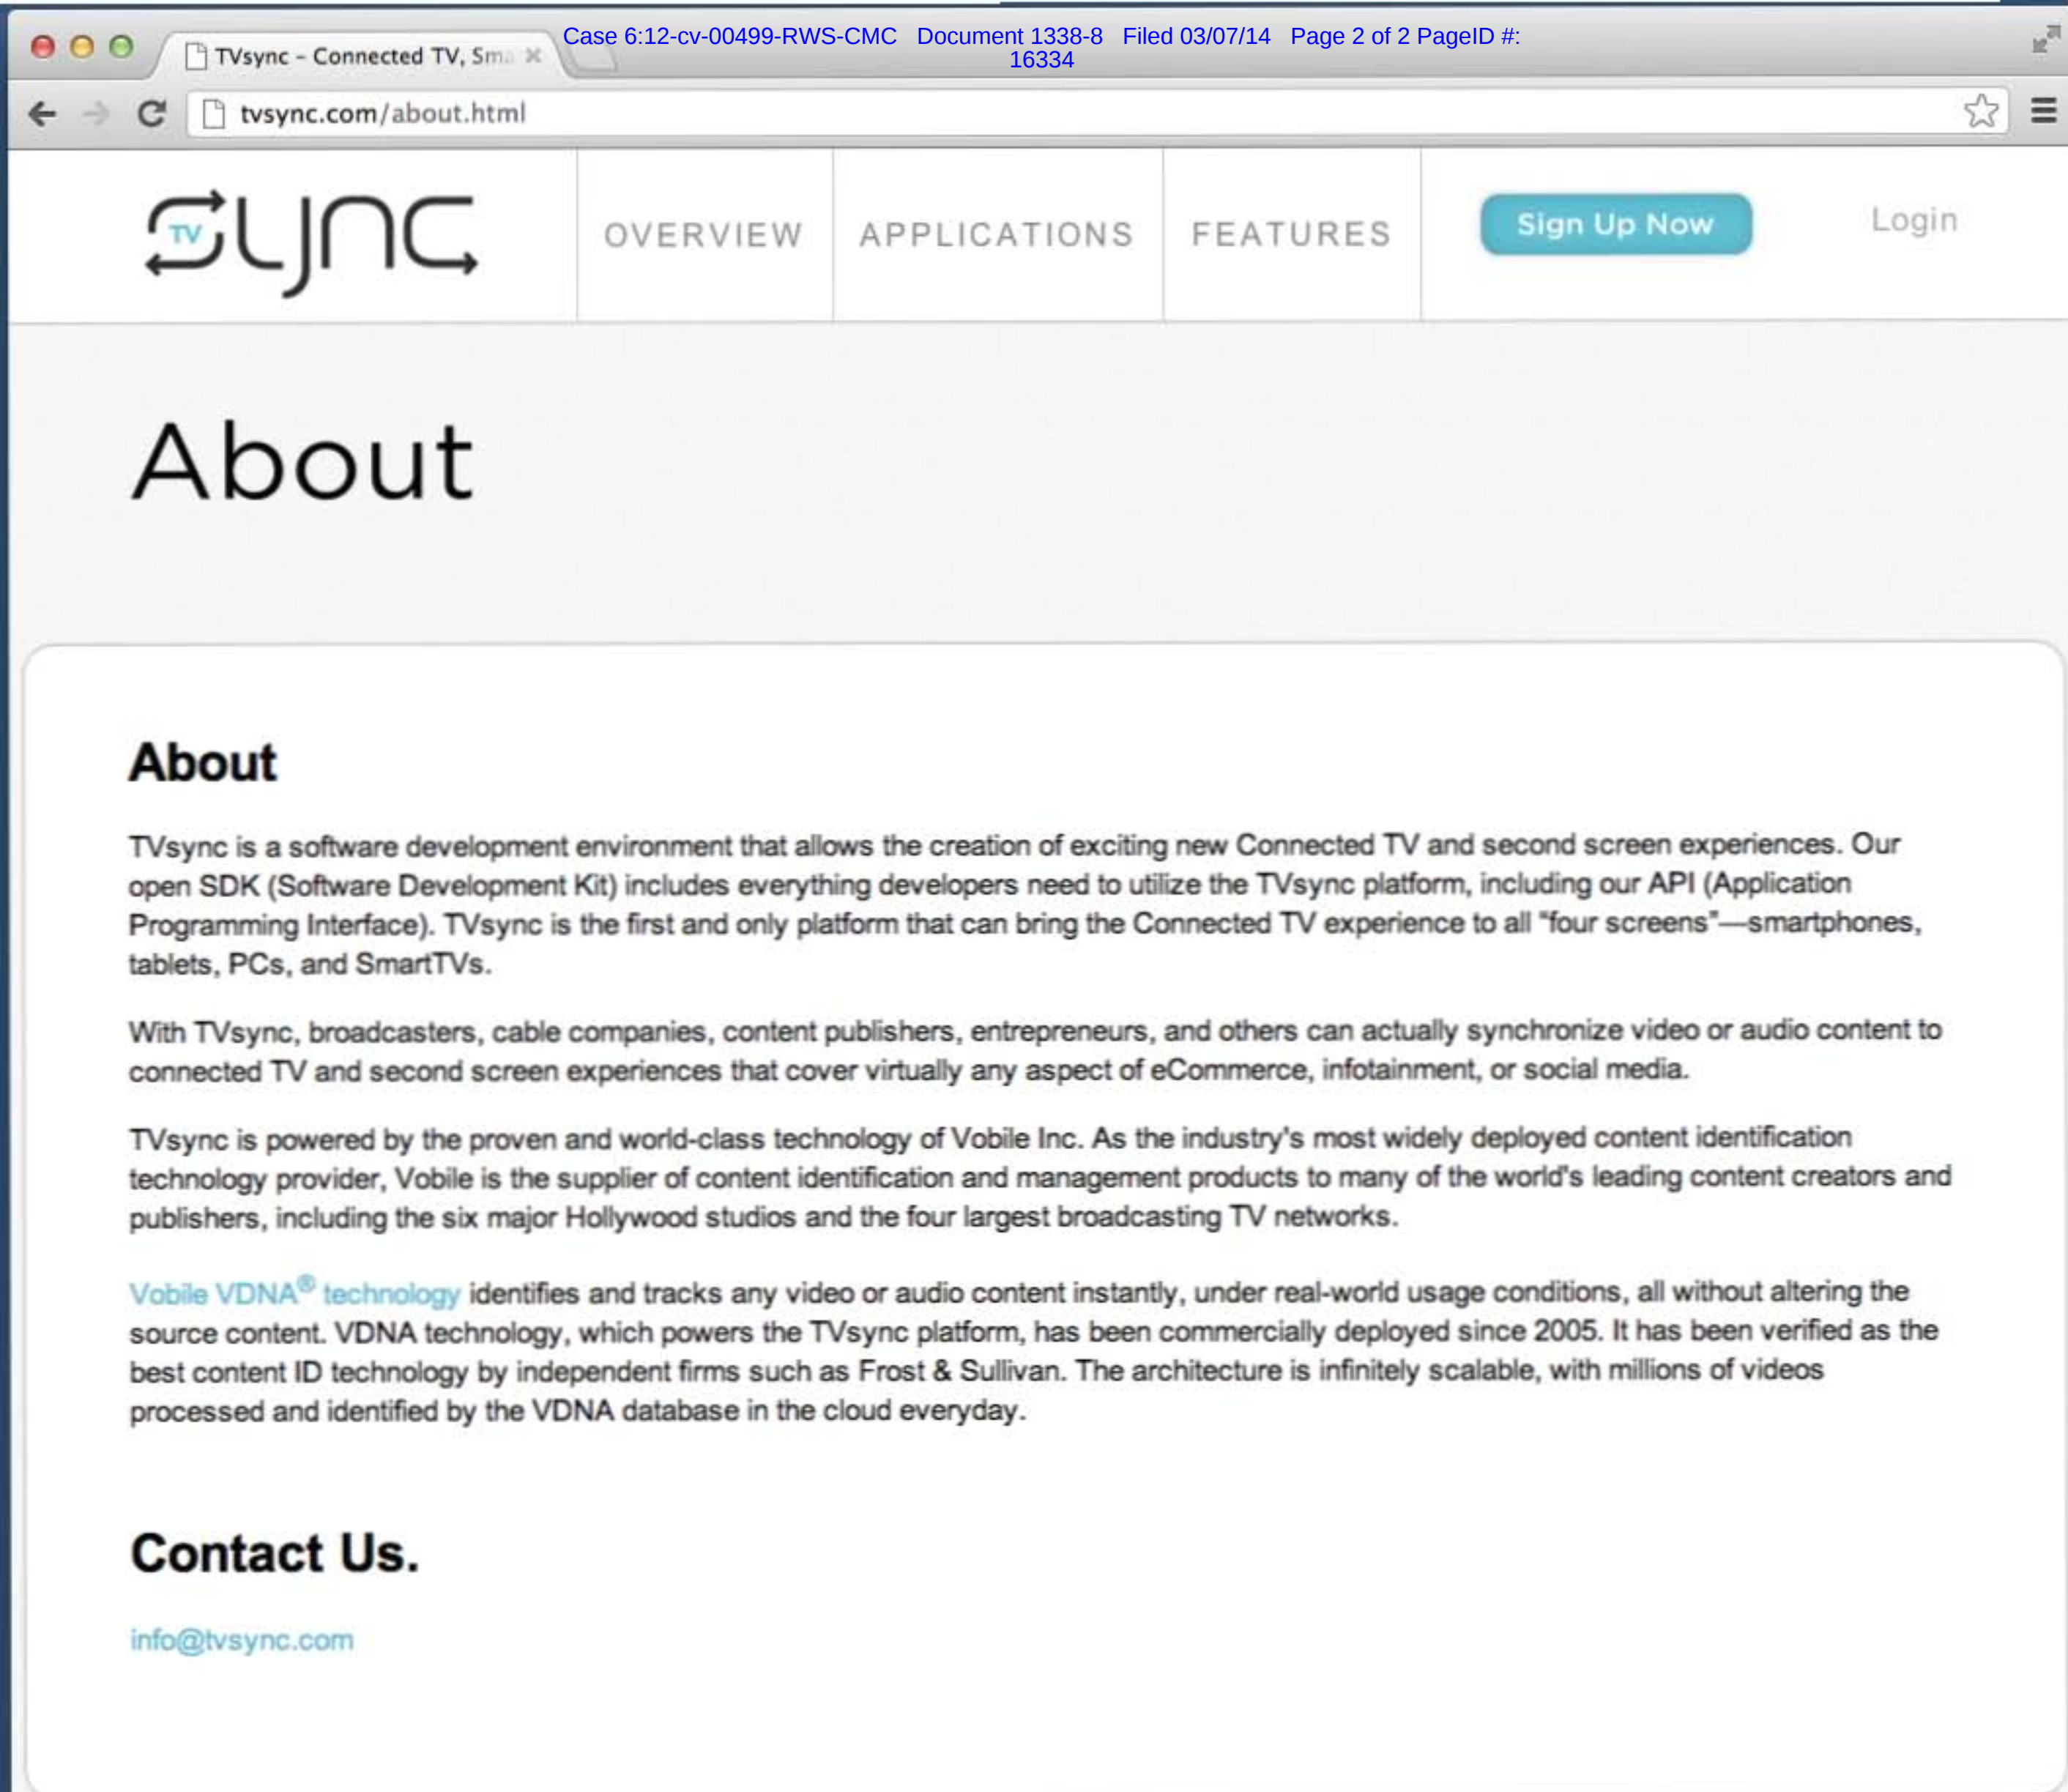 Case 6:12-cv-00499-RWS-CMC Document 1338-8 Filed 03/07/14 Page 2 of 2 PageID #:
16334
TVsync - Connected TV, Sma
tvsync.com/about.html
TV sync
OVERVIEW
APPLICATIONS
FEATURES
Sign Up Now
Login
About
About
TVsync is a software development environment that allows the creation of exciting new Connected TV and second screen experiences. Our
open SDK (Software Development Kit) includes everything developers need to utilize the TVsync platform, including our API (Application
Programming Interface). TVsync is the first and only platform that can bring the Connected TV experience to all "four screens"—smartphones,
tablets, PCs, and SmartTVs.
With TVsync, broadcasters, cable companies, content publishers, entrepreneurs, and others can actually synchronize video or audio content to
connected TV and second screen experiences that cover virtually any aspect of eCommerce, infotainment, or social media.
TVsync is powered by the proven and world-class technology of Vobile Inc. As the industry's most widely deployed content identification
technology provider, Vobile is the supplier of content identification and management products to many of the world's leading content creators and
publishers, including the six major Hollywood studios and the four largest broadcasting TV networks.
Vobile VDNA® technology identifies and tracks any video or audio content instantly, under real-world usage conditions, all without altering the
source content. VDNA technology, which powers the TVsync platform, has been commercially deployed since 2005. It has been verified as the
best content ID technology by independent firms such as Frost & Sullivan. The architecture is infinitely scalable, with millions of videos
processed and identified by the VDNA database in the cloud everyday.
Contact Us.
info@tvsync.com